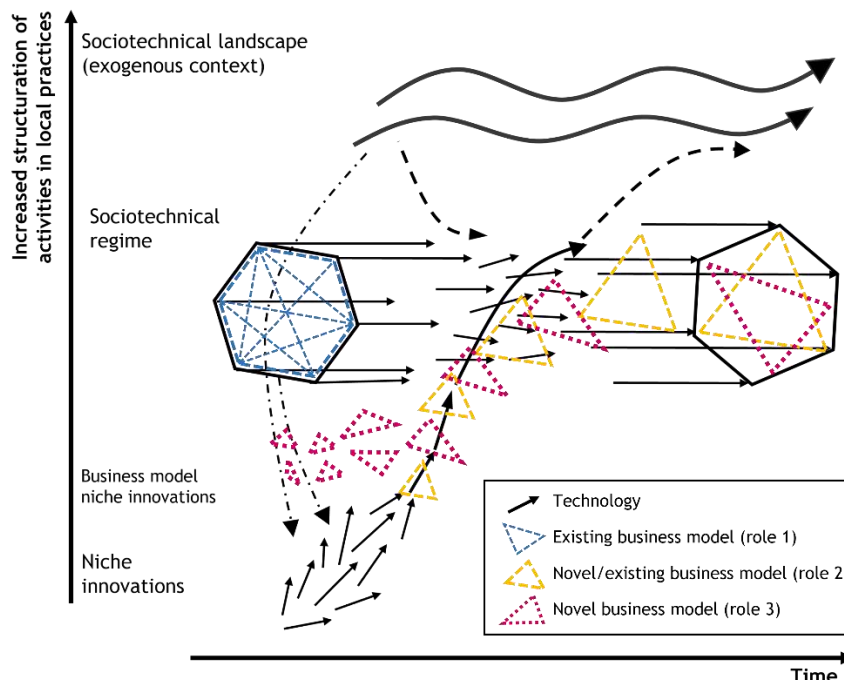 Increased structuration of
activities in local practices
Sociotechnical landscape
(exogenous context)
Sociotechnical
regime
Business model
niche innovations
Niche
innovations
Technology
Existing business model (role 1)
Novel/existing business model (role 2
Novel business model (role 3)
Time